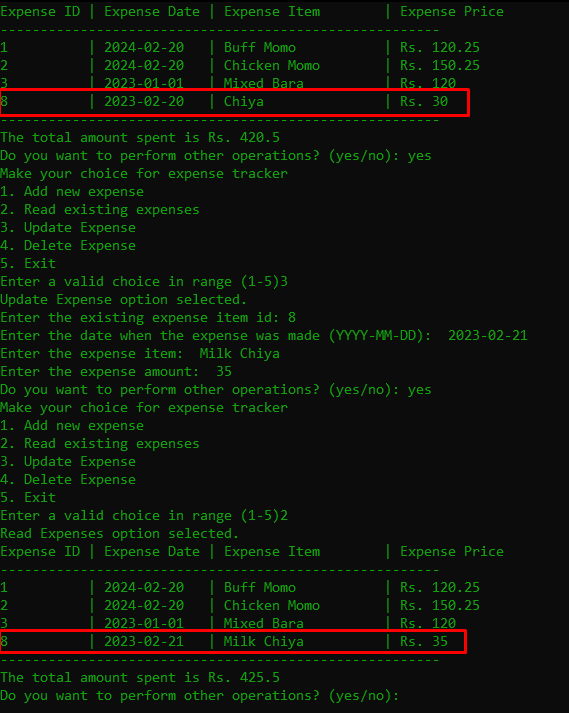 Expense ID | Expense Date | Expense Item        | Expense Price
-------------------------------------------------------
1          | 2024-02-20   | Buff Momo           | Rs. 120.25
2          | 2024-02-20   | Chicken Momo        | Rs. 150.25
3          | 2023-01-01   | Mixed Bara          | Rs. 120
8          | 2023-02-20   | Chiya               | Rs. 30
-------------------------------------------------------
The total amount spent is Rs. 420.5
Do you want to perform other operations? (yes/no): yes
Make your choice for expense tracker
1. Add new expense
2. Read existing expenses
3. Update Expense
4. Delete Expense
5. Exit
Enter a valid choice in range (1-5)3
Update Expense option selected.
Enter the existing expense item id: 8
Enter the date when the expense was made (YYYY-MM-DD):  2023-02-21
Enter the expense item:  Milk Chiya
Enter the expense amount:  35
Do you want to perform other operations? (yes/no): yes
Make your choice for expense tracker
1. Add new expense
2. Read existing expenses
3. Update Expense
4. Delete Expense
5. Exit
Enter a valid choice in range (1-5)2
Read Expenses option selected.
Expense ID | Expense Date | Expense Item        | Expense Price
-------------------------------------------------------
1          | 2024-02-20   | Buff Momo           | Rs. 120.25
2          | 2024-02-20   | Chicken Momo        | Rs. 150.25
3          | 2023-01-01   | Mixed Bara          | Rs. 120
8          | 2023-02-21   | Milk Chiya          | Rs. 35
-------------------------------------------------------
The total amount spent is Rs. 425.5
Do you want to perform other operations? (yes/no):